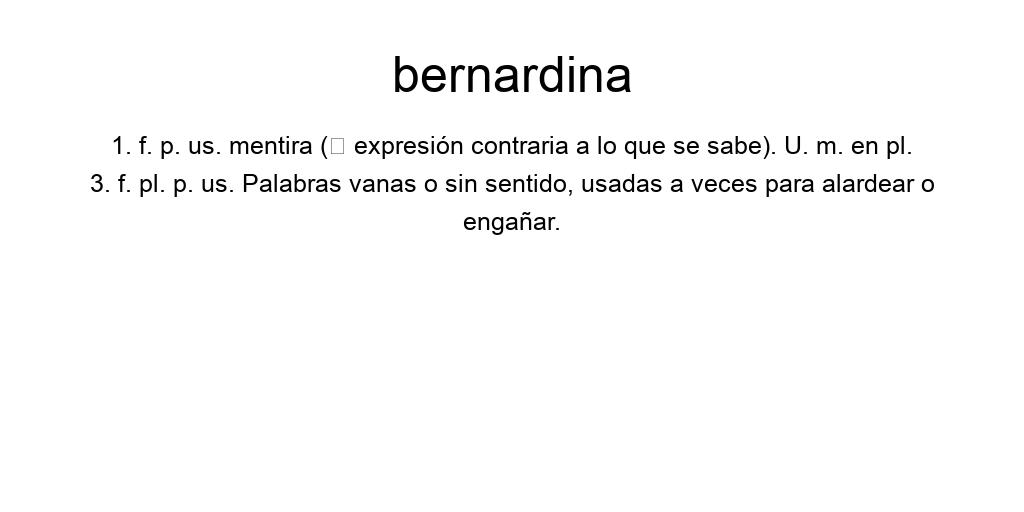 bernardina
1. f. p. us. mentira (□ expresión contraria a lo que se sabe). U. m. en pl.
3. f. pl. p. us. Palabras vanas o sin sentido, usadas a veces para alardear o
engañar.